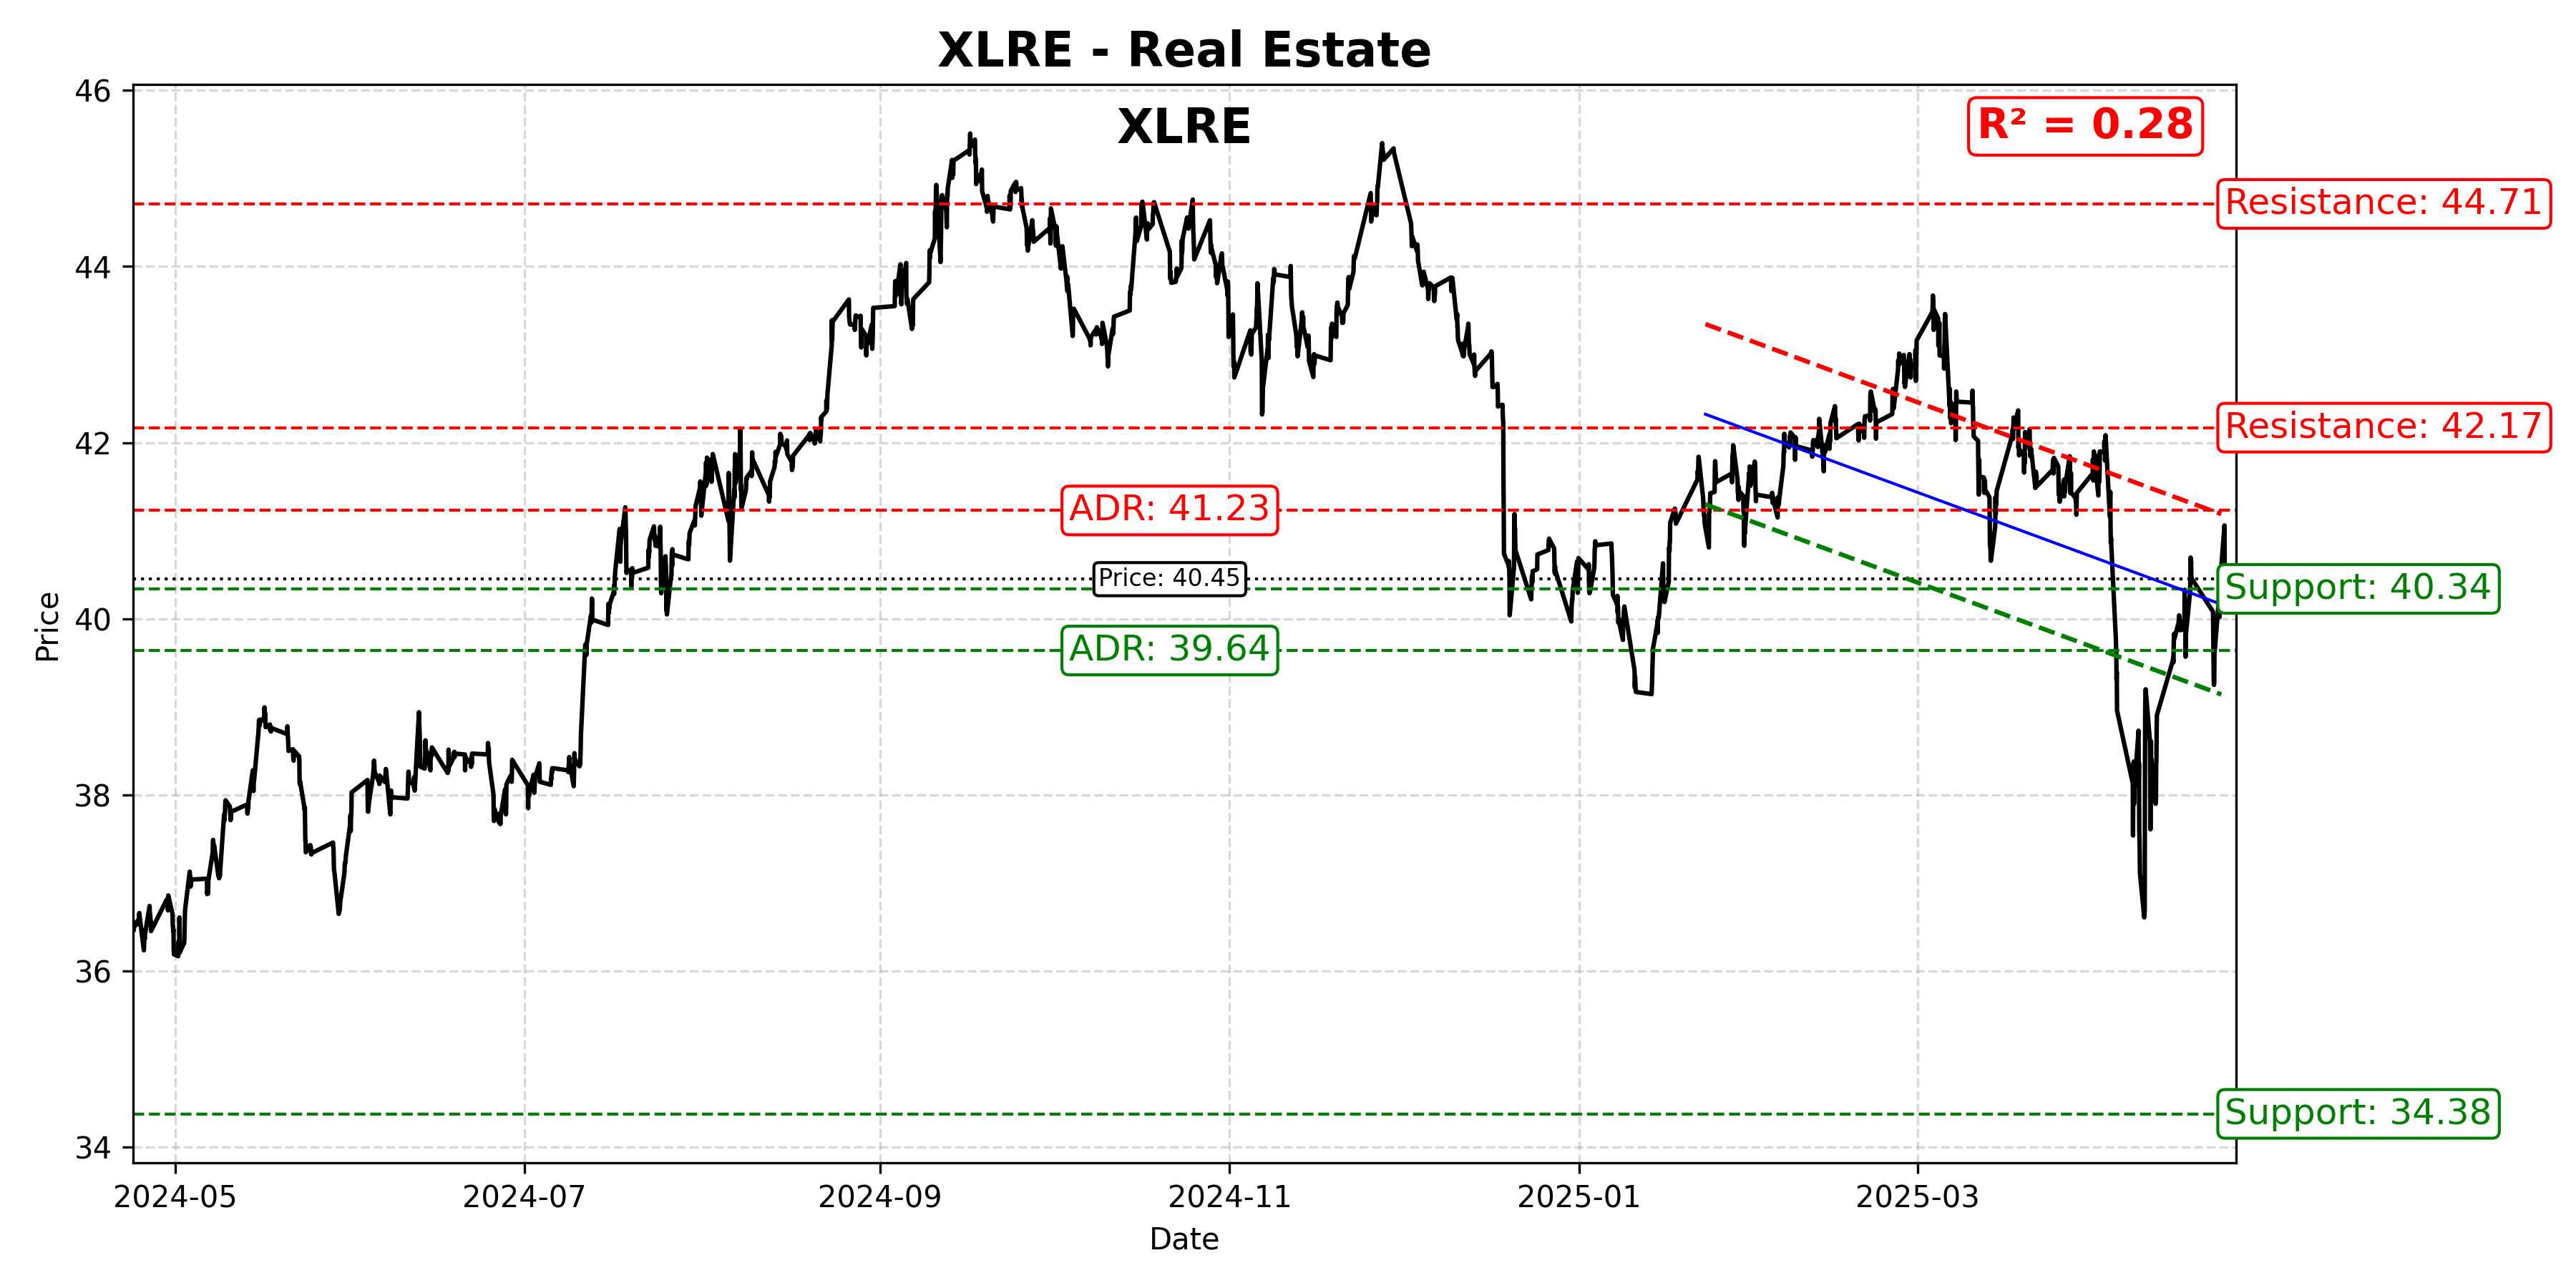 XLRE - Real Estate
46
XLRE
R² = 0.28
Resistance: 44.71
44
42
Resistance: 42.17
ADR: 41.23
Price: 40.45
Support: 40.34
40
ADR: 39.64
Price
38
36
Support: 34.38
34
2024-05
2024-07
2024-09
2024-11
2025-01
2025-03
Date